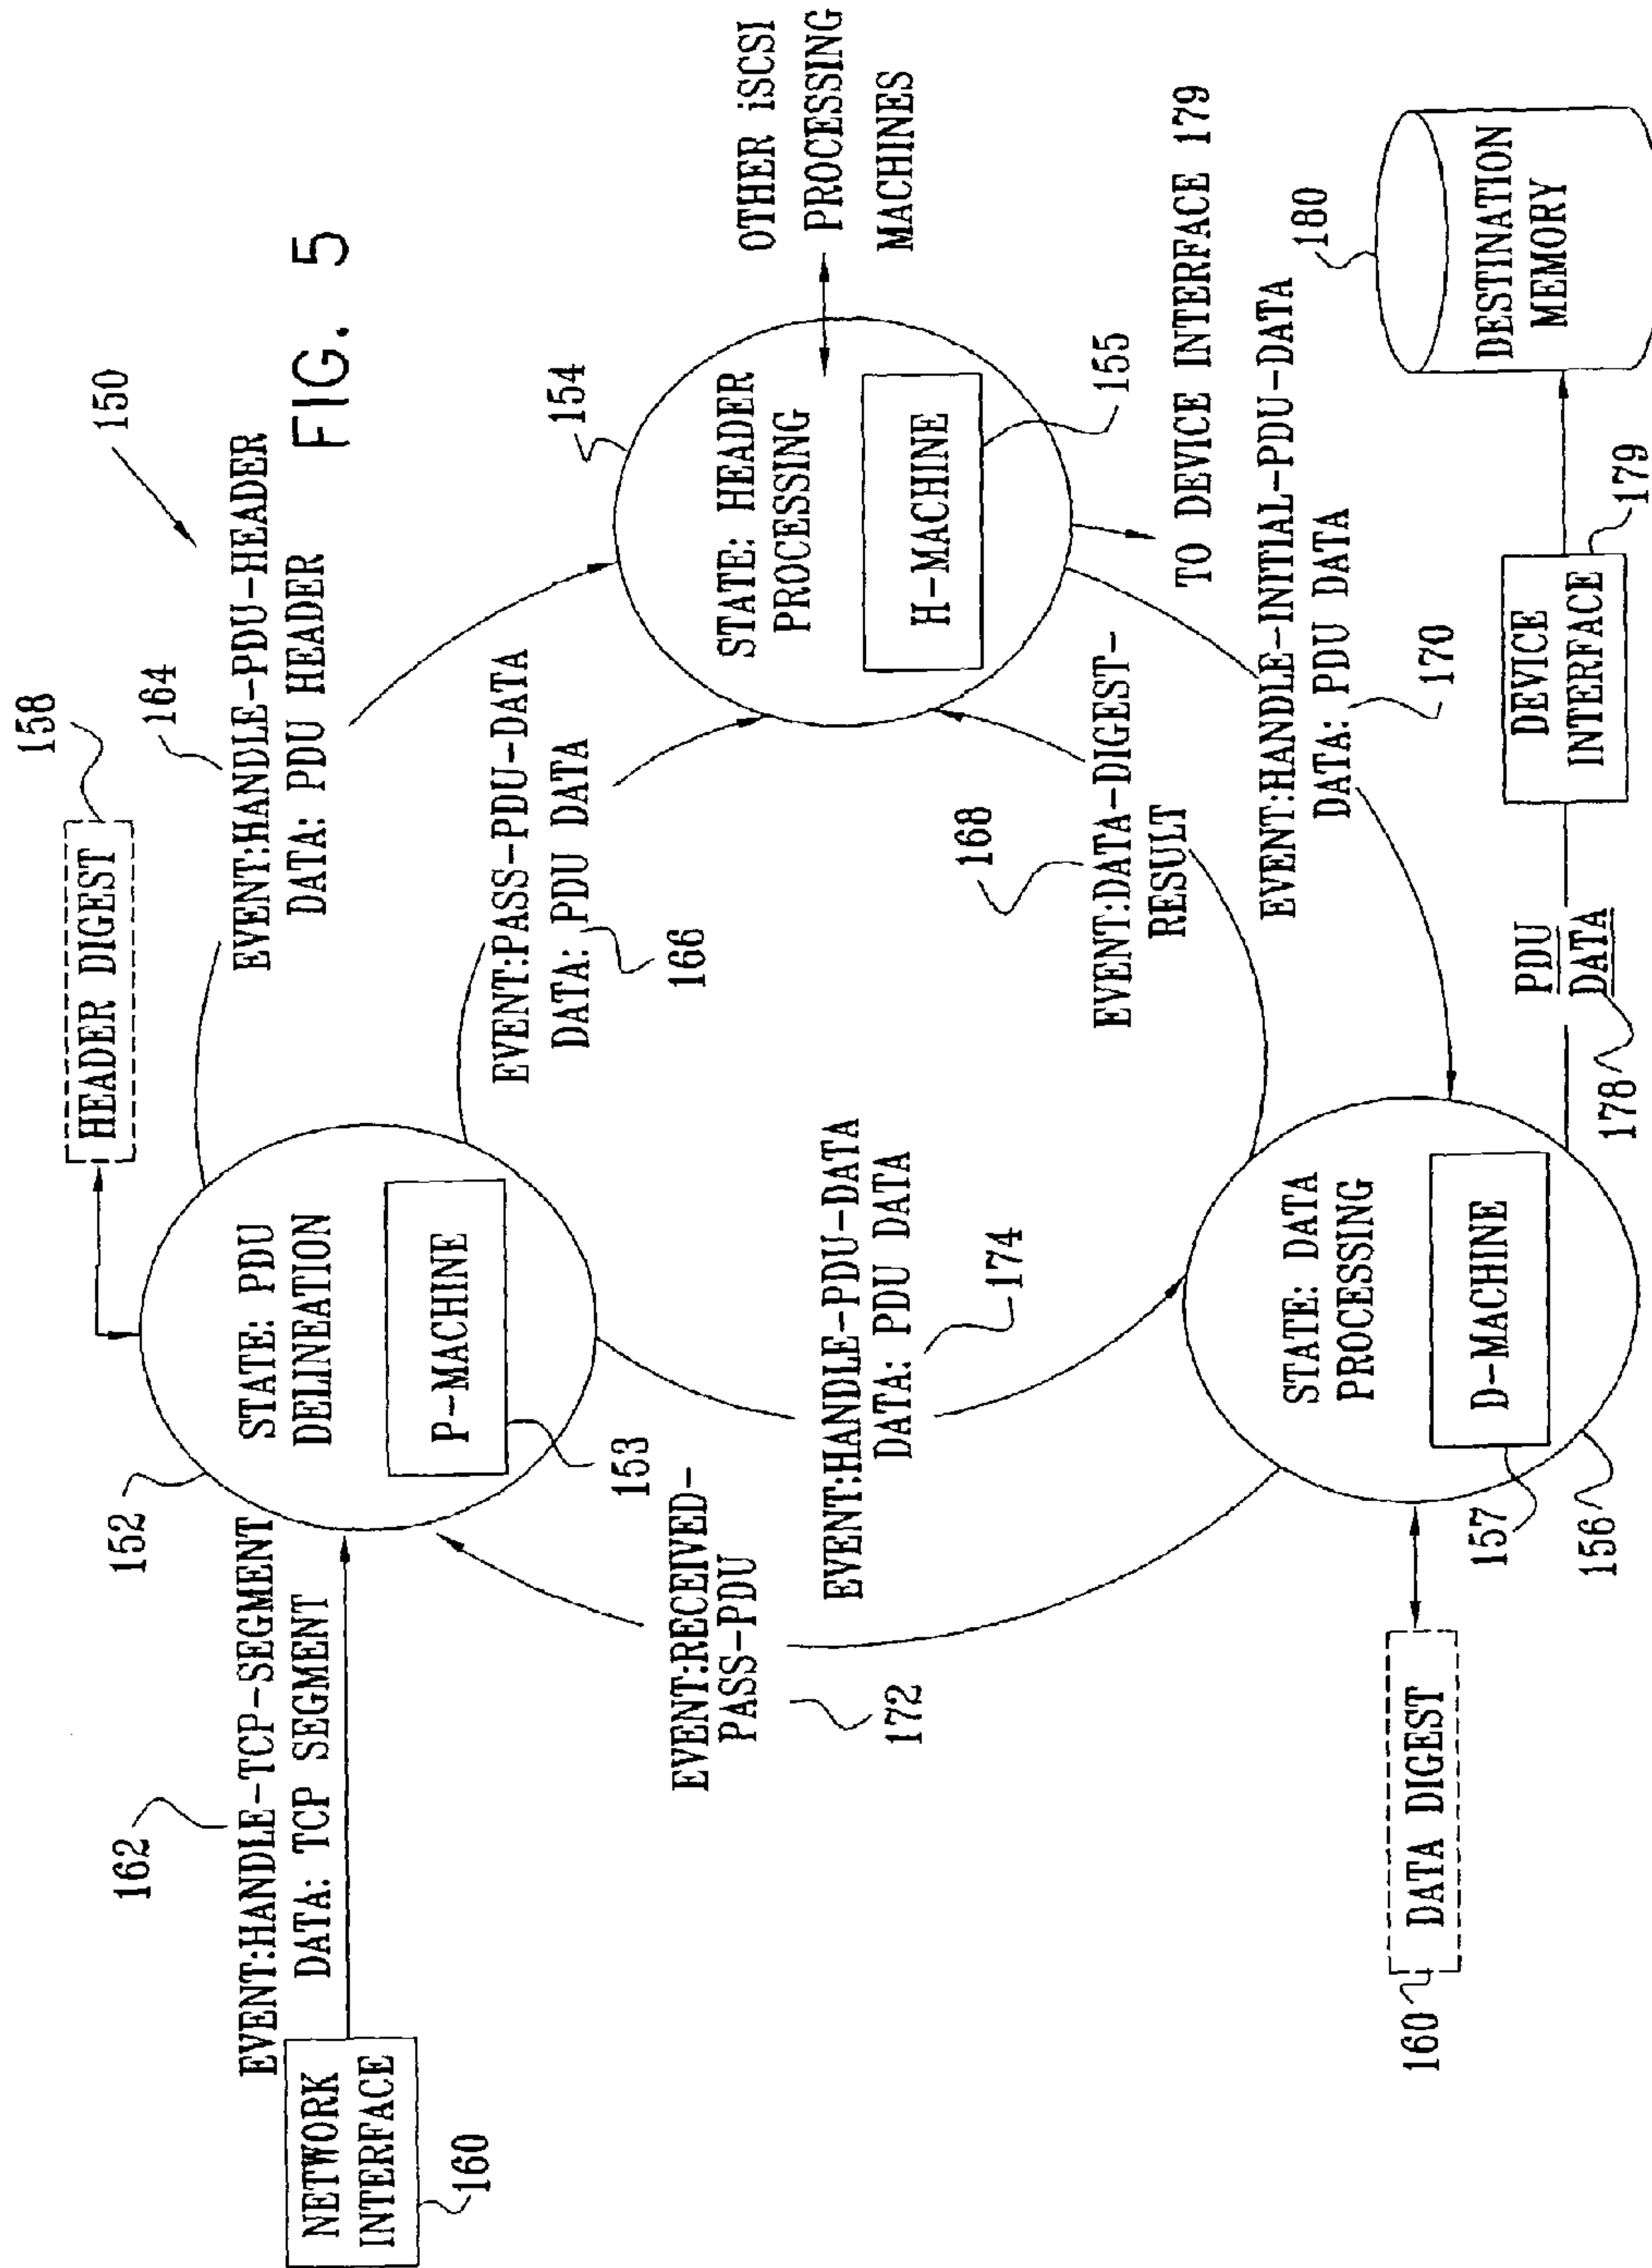 FIG. 5
150
158
HEADER DIGEST
164
EVENT:HANDLE-PDU-HEADER
DATA: PDU HEADER
162
EVENT:HANDLE-TCP-SEGMENT
DATA: TCP SEGMENT
NETWORK
INTERFACE
160
152
STATE: PDU
DELINEATION
P-MACHINE
153
EVENT:PASS-PDU-DATA
DATA: PDU DATA
166
154
STATE: HEADER
PROCESSING
H-MACHINE
155
OTHER iSCSI
PROCESSING
MACHINES
EVENT:RECEIVED-
PASS-PDU
172
EVENT:HANDLE-PDU-DATA
DATA: PDU DATA
174
168
EVENT:DATA-DIGEST-
RESULT
TO DEVICE INTERFACE 179
EVENT:HANDLE-INITIAL-PDU-DATA
DATA: PDU DATA
170
160
DATA DIGEST
STATE: DATA
PROCESSING
D-MACHINE
157
156
PDU
DATA
178
DEVICE
INTERFACE
179
180
DESTINATION
MEMORY